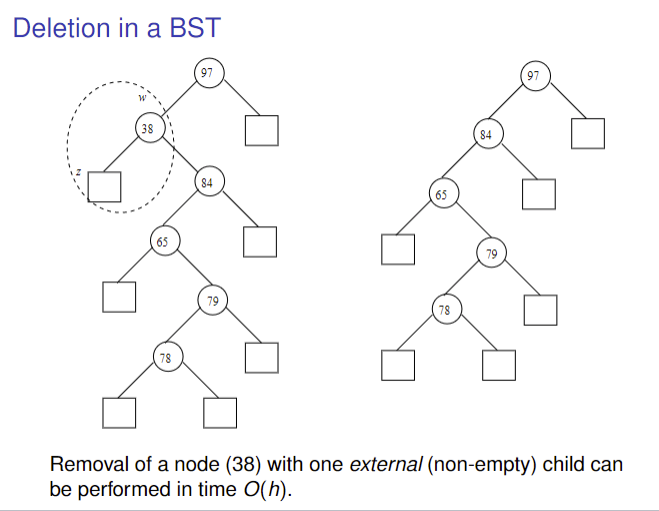 Deletion in a BST
97
97
w
38
84
z
84
65
65
79
79
78
78
Removal of a node (38) with one external (non-empty) child can
be performed in time O(h).